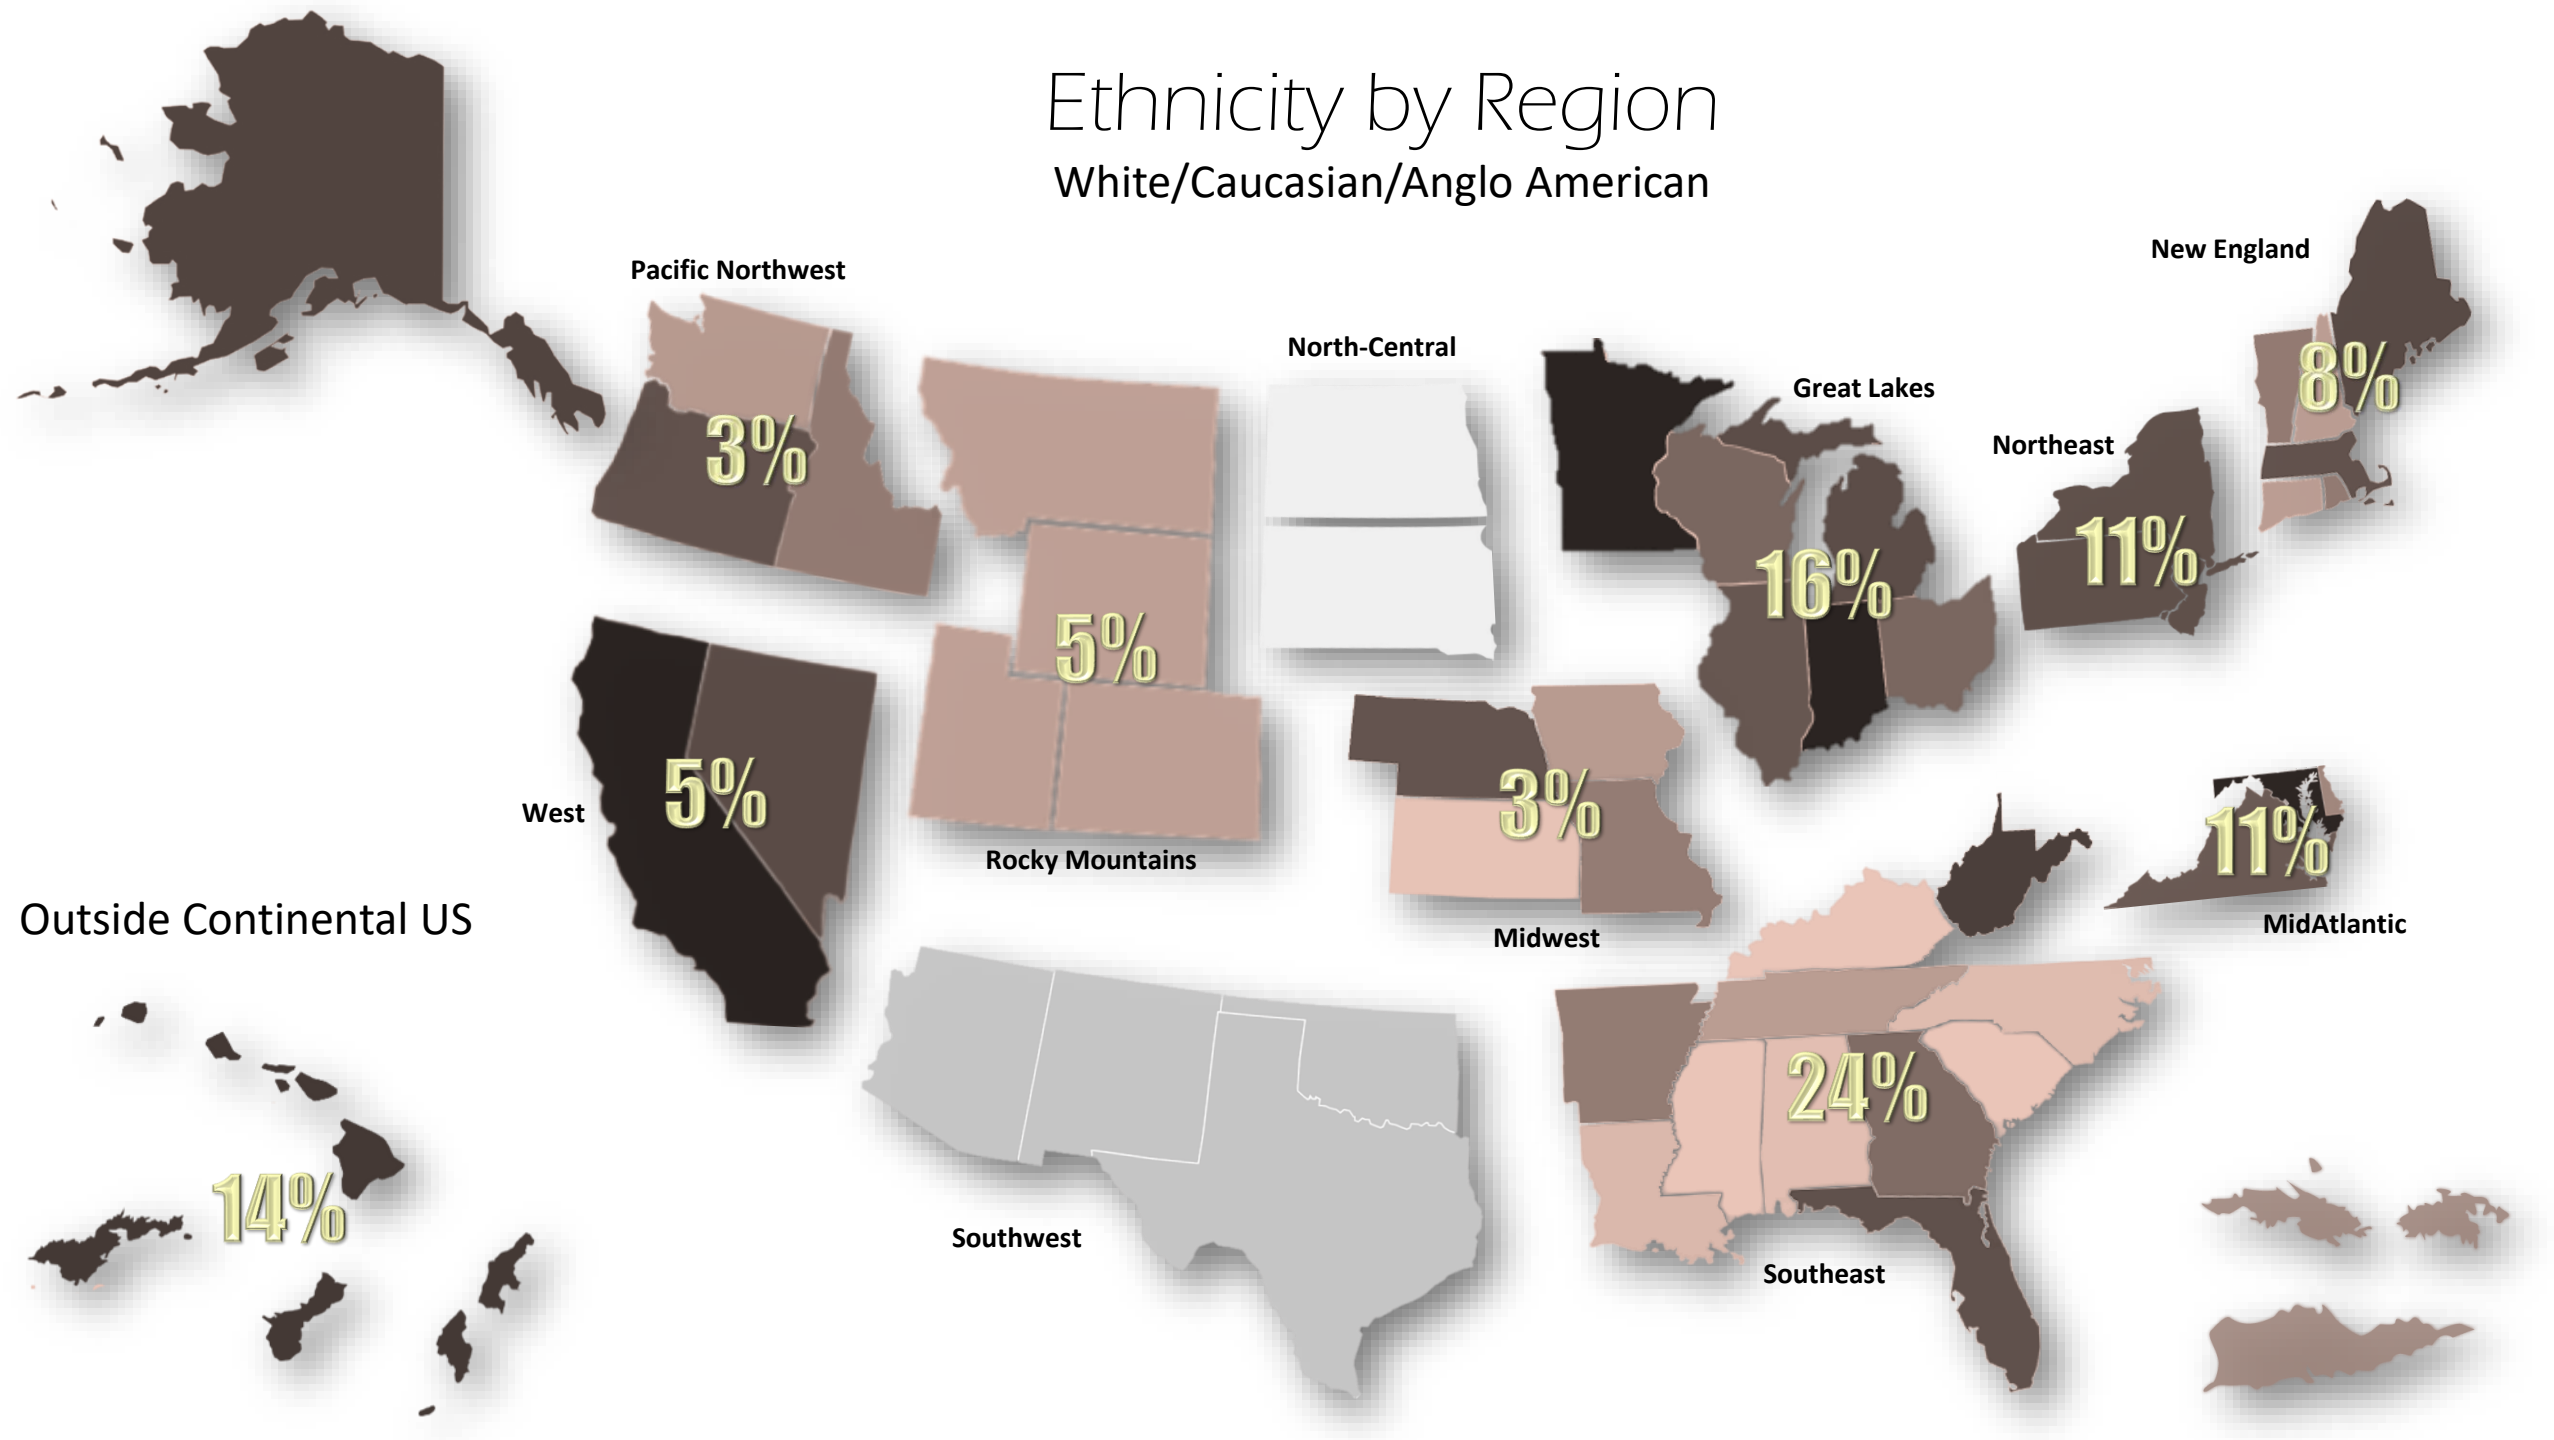 Ethnicity by Region
White/Caucasian/Anglo American
New England
Pacific Northwest
North-Central
8%
Great Lakes
3%
Northeast
11%
16%
5%
5%
West
3%
11%
Rocky Mountains
Outside Continental US
Midwest
MidAtlantic
24%
14%
Southwest
Southeast